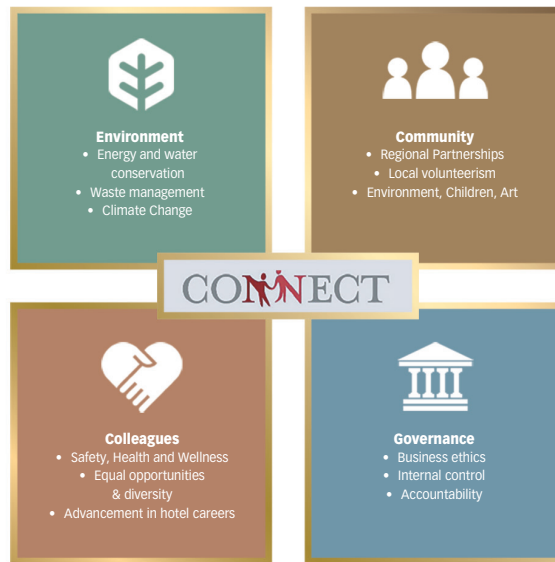 Environment
• Energy and water
conservation
• Waste management
• Climate Change
Community
• Regional Partnerships
• Local volunteerism
• Environment, Children, Art
CONNECT
Colleagues
• Safety, Health and Wellness
• Equal opportunities
& diversity
• Advancement in hotel careers
Governance
• Business ethics
• Internal control
• Accountability